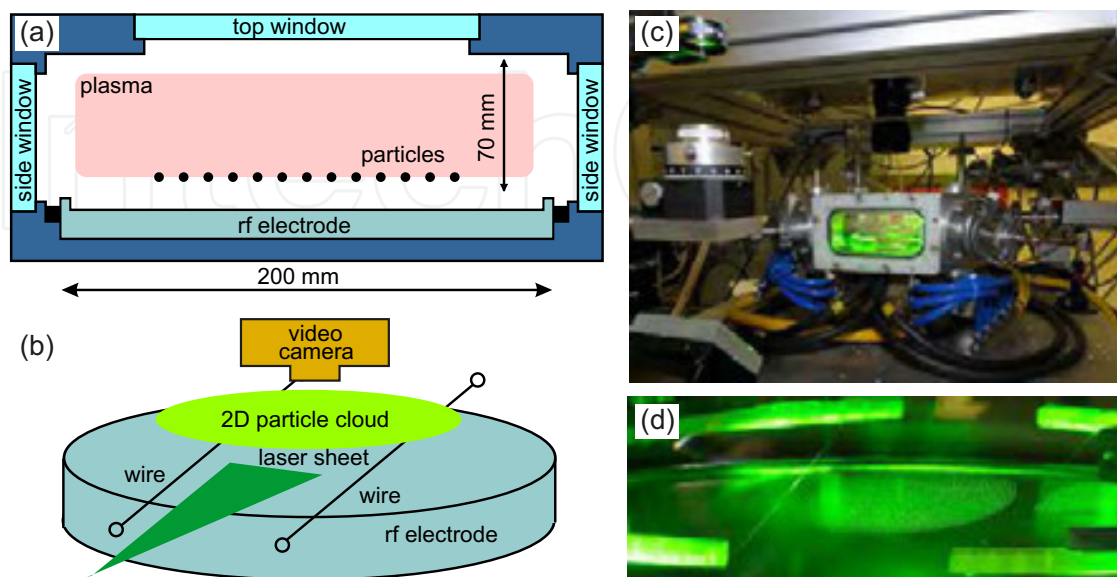 (a)
top window
plasma
side window
side window
70 mm
particles
rf electrode
200 mm
(b)
video
camera
2D particle cloud
laser sheet
wire
wire
rf electrode
(c)
(d)